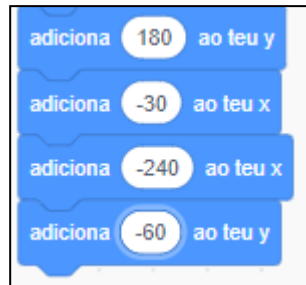 adiciona 180 ao teu y
adiciona -30 ao teu x
adiciona -240 ao teu x
adiciona -60 ao teu y